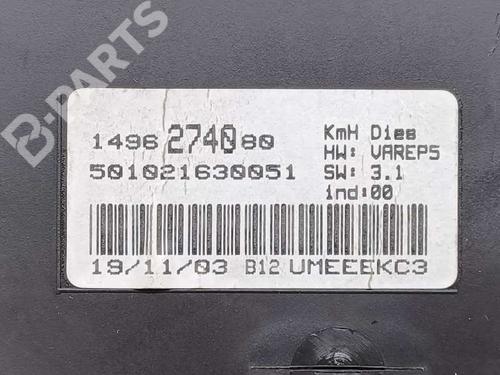 B-PARTS
1496 2740 80
501021630051
KmH Dies
HW: VAREP5
SW: 3.1
ind:00
19/11/03 B12 UMEEEKC3